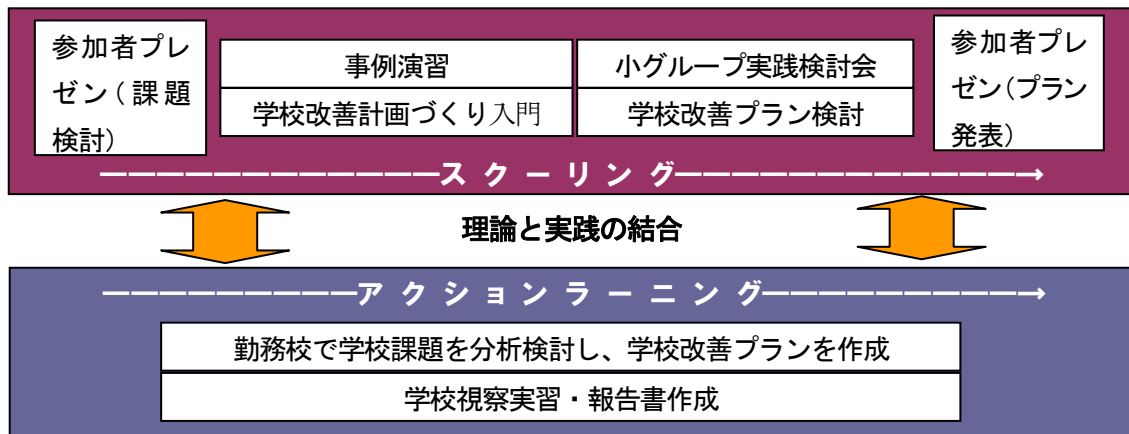 参加者プレ
ゼン(課題
検討)
事例演習
学校改善計画づくり入門
小グループ実践検討会
学校改善プラン検討
参加者プレ
ゼン(プラン
発表)
――――――――――――スクーリング――――――――――――→
理論と実践の結合
―――――――――アクションラーニング――――――――――→
勤務校で学校課題を分析検討し、学校改善プランを作成
学校視察実習・報告書作成